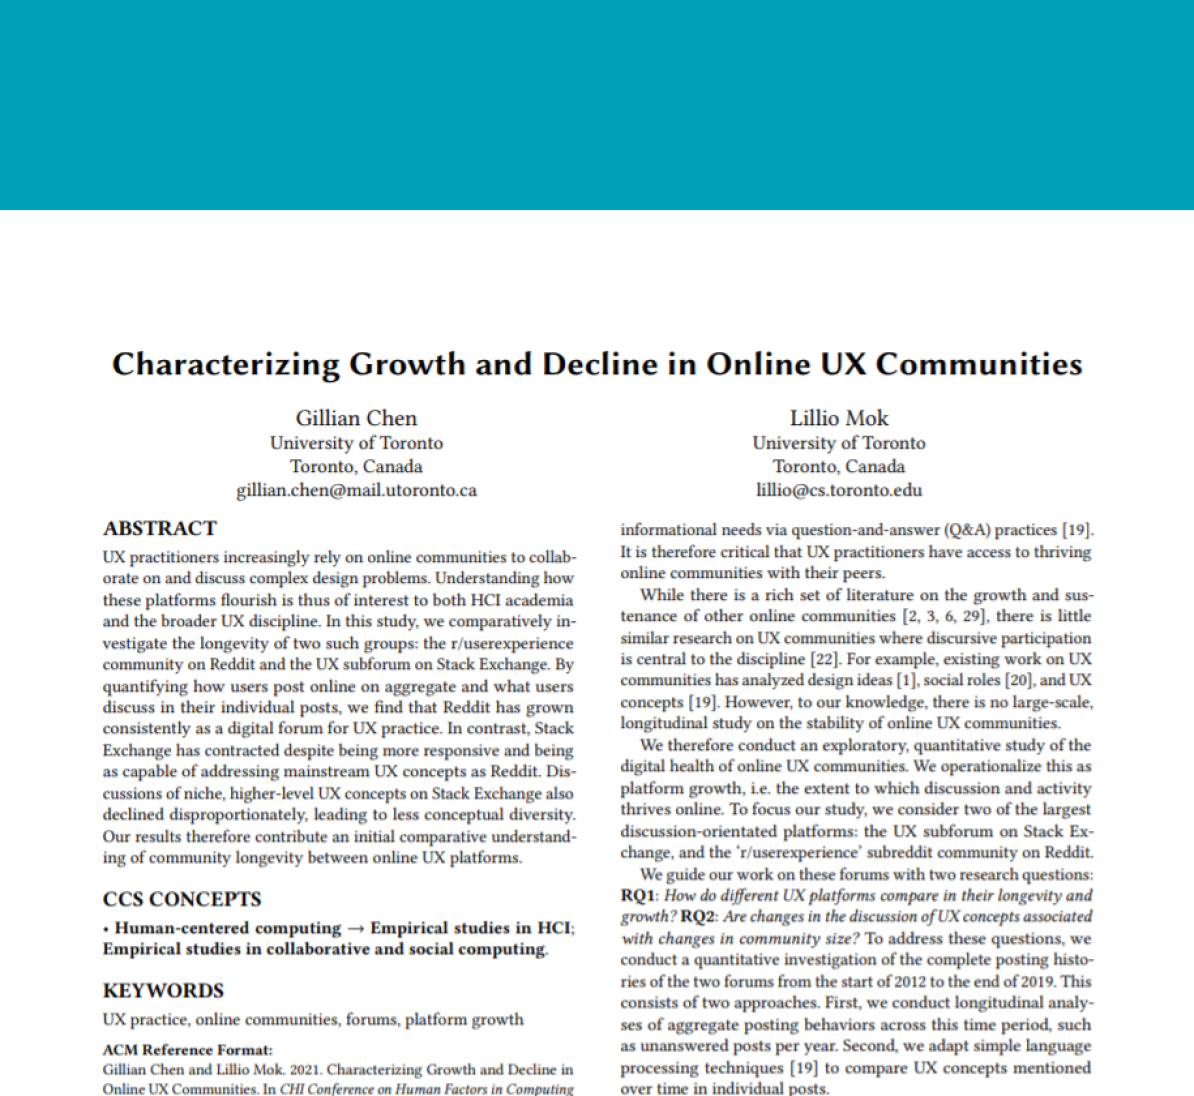 Characterizing Growth and Decline in Online UX Communities
Gillian Chen
University of Toronto
Toronto, Canada
gillian.chen@mail.utoronto.ca
Lillio Mok
University of Toronto
Toronto, Canada
lillio@cs.toronto.edu
ABSTRACT
UX practitioners increasingly rely on online communities to collab-
orate on and discuss complex design problems. Understanding how
these platforms flourish is thus of interest to both HCI academia
and the broader UX discipline. In this study, we comparatively in-
vestigate the longevity of two such groups: the r/userexperience
community on Reddit and the UX subforum on Stack Exchange. By
quantifying how users post online on aggregate and what users
discuss in their individual posts, we find that Reddit has grown
consistently as a digital forum for UX practice. In contrast, Stack
Exchange has contracted despite being more responsive and being
as capable of addressing mainstream UX concepts as Reddit. Dis-
cussions of niche, higher-level UX concepts on Stack Exchange also
declined disproportionately, leading to less conceptual diversity.
Our results therefore contribute an initial comparative understand-
ing of community longevity between online UX platforms.
CCS CONCEPTS
• Human-centered computing → Empirical studies in HCI;
Empirical studies in collaborative and social computing.
KEYWORDS
UX practice, online communities, forums, platform growth
ACM Reference Format:
Gillian Chen and Lillio Mok. 2021. Characterizing Growth and Decline in
Online UX Communities. In CHI Conference on Human Factors in Computing
informational needs via question-and-answer (Q&A) practices [19].
It is therefore critical that UX practitioners have access to thriving
online communities with their peers.
While there is a rich set of literature on the growth and sus-
tenance of other online communities [2, 3, 6, 29], there is little
similar research on UX communities where discursive participation
is central to the discipline [22]. For example, existing work on UX
communities has analyzed design ideas [1], social roles [20], and UX
concepts [19]. However, to our knowledge, there is no large-scale,
longitudinal study on the stability of online UX communities.
We therefore conduct an exploratory, quantitative study of the
digital health of online UX communities. We operationalize this as
platform growth, i.e. the extent to which discussion and activity
thrives online. To focus our study, we consider two of the largest
discussion-orientated platforms: the UX subforum on Stack Ex-
change, and the 'r/userexperience' subreddit community on Reddit.
We guide our work on these forums with two research questions:
RQ1: How do different UX platforms compare in their longevity and
growth? RQ2: Are changes in the discussion of UX concepts associated
with changes in community size? To address these questions, we
conduct a quantitative investigation of the complete posting histo-
ries of the two forums from the start of 2012 to the end of 2019. This
consists of two approaches. First, we conduct longitudinal analy-
ses of aggregate posting behaviors across this time period, such
as unanswered posts per year. Second, we adapt simple language
processing techniques [19] to compare UX concepts mentioned
over time in individual posts.